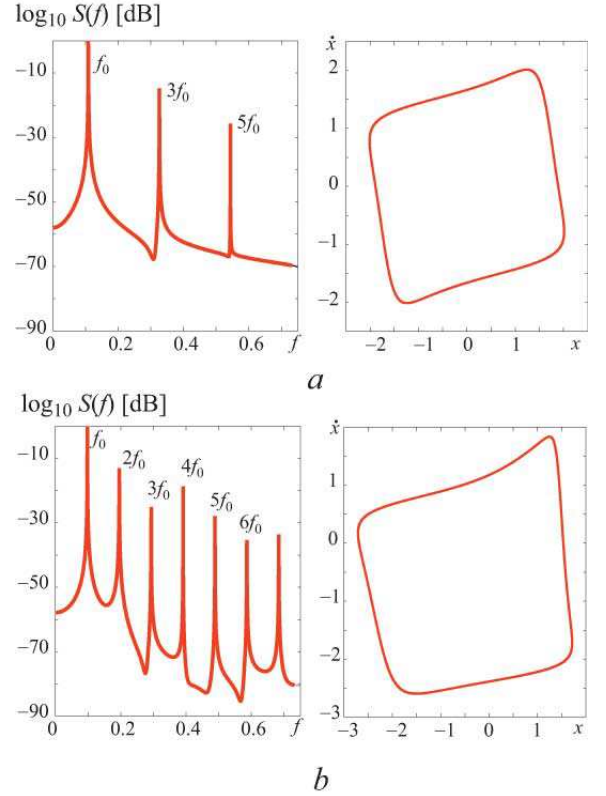 log₁₀ S(f) [dB]
−10
−30
−50
−70
−90
f₀
3f₀
5f₀
0
0.2
0.4
0.6
f
ẋ
2
1
0
−1
−2
−2
−1
0
1
x
a
log₁₀ S(f) [dB]
−10
−30
−50
−70
−90
f₀
2f₀
3f₀
4f₀
5f₀
6f₀
0
0.2
0.4
0.6
f
ẋ
1
0
−1
−2
−3
−3
−2
−1
0
1
x
b